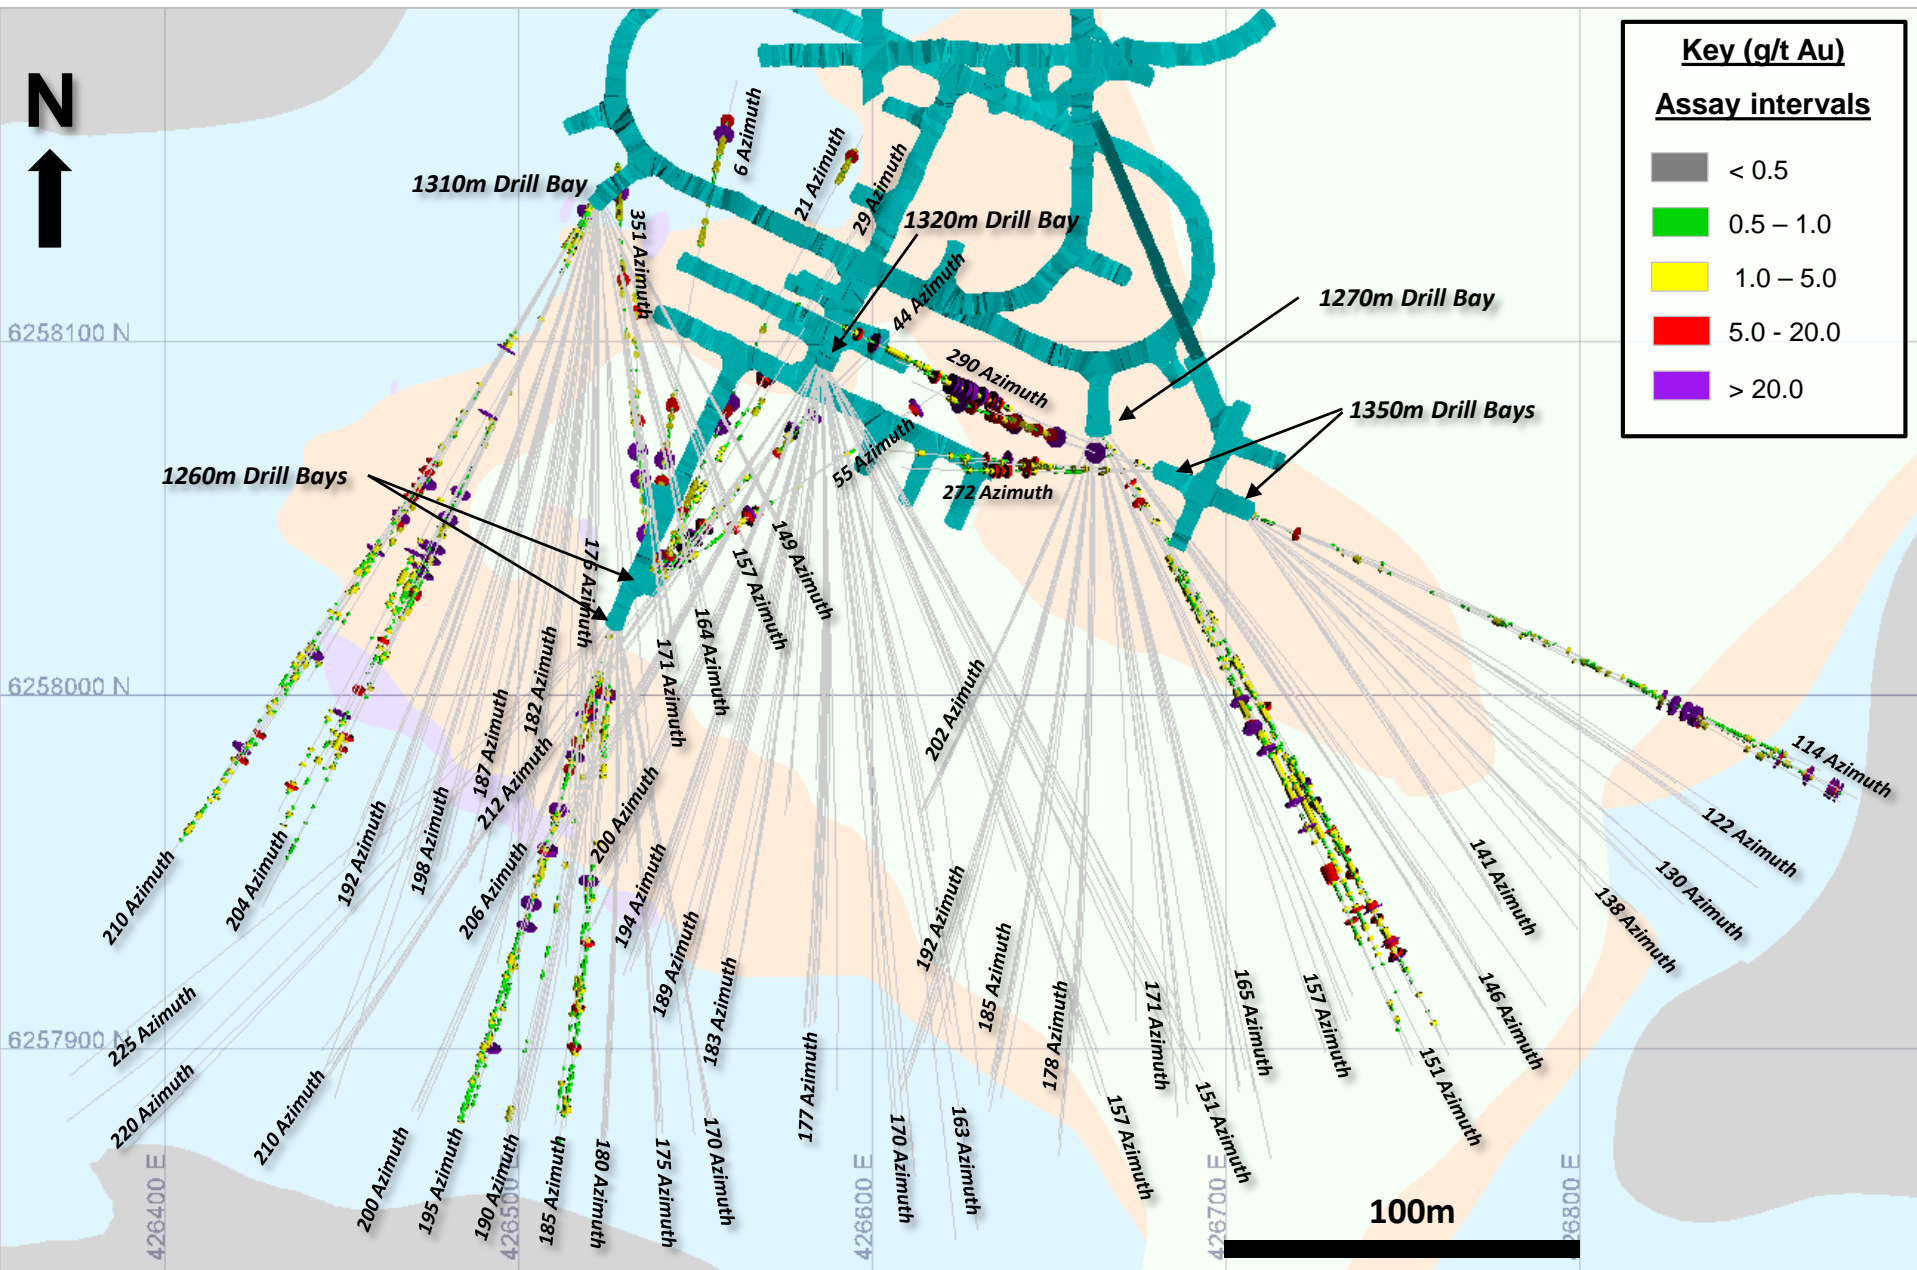 Key (g/t Au)
Assay intervals
< 0.5
0.5 – 1.0
1.0 – 5.0
5.0 - 20.0
> 20.0
N
6 Azimuth
21 Azimuth
29 Azimuth
1310m Drill Bay
351 Azimuth
1320m Drill Bay
44 Azimuth
1270m Drill Bay
6258100 N
290 Azimuth
1350m Drill Bays
55 Azimuth
272 Azimuth
1260m Drill Bays
176 Azimuth
149 Azimuth
157 Azimuth
164 Azimuth
171 Azimuth
6258000 N
182 Azimuth
187 Azimuth
212 Azimuth
202 Azimuth
114 Azimuth
200 Azimuth
210 Azimuth
204 Azimuth
192 Azimuth
198 Azimuth
206 Azimuth
194 Azimuth
192 Azimuth
141 Azimuth
122 Azimuth
130 Azimuth
138 Azimuth
189 Azimuth
183 Azimuth
185 Azimuth
178 Azimuth
171 Azimuth
165 Azimuth
157 Azimuth
146 Azimuth
6257900 N
225 Azimuth
220 Azimuth
210 Azimuth
177 Azimuth
151 Azimuth
200 Azimuth
195 Azimuth
190 Azimuth
185 Azimuth
180 Azimuth
175 Azimuth
170 Azimuth
170 Azimuth
163 Azimuth
157 Azimuth
151 Azimuth
426400 E
426500 E
426600 E
426700 E
426800 E
100m